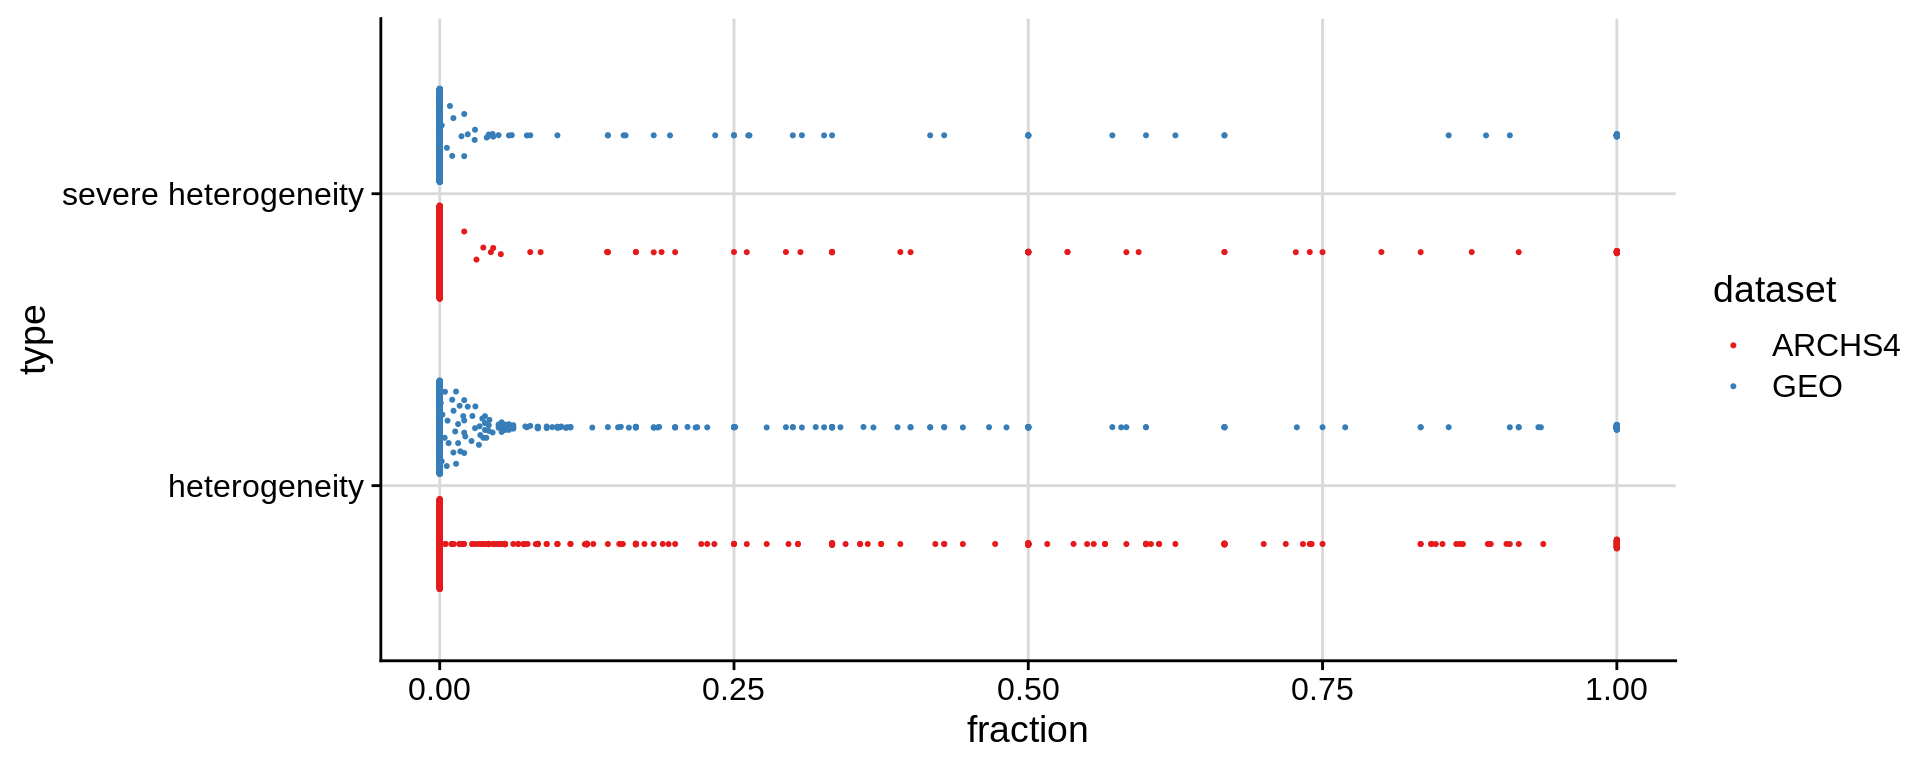 severe heterogeneity
heterogeneity
type
0.00 0.25 0.50 0.75 1.00
fraction
dataset
ARCHS4
GEO